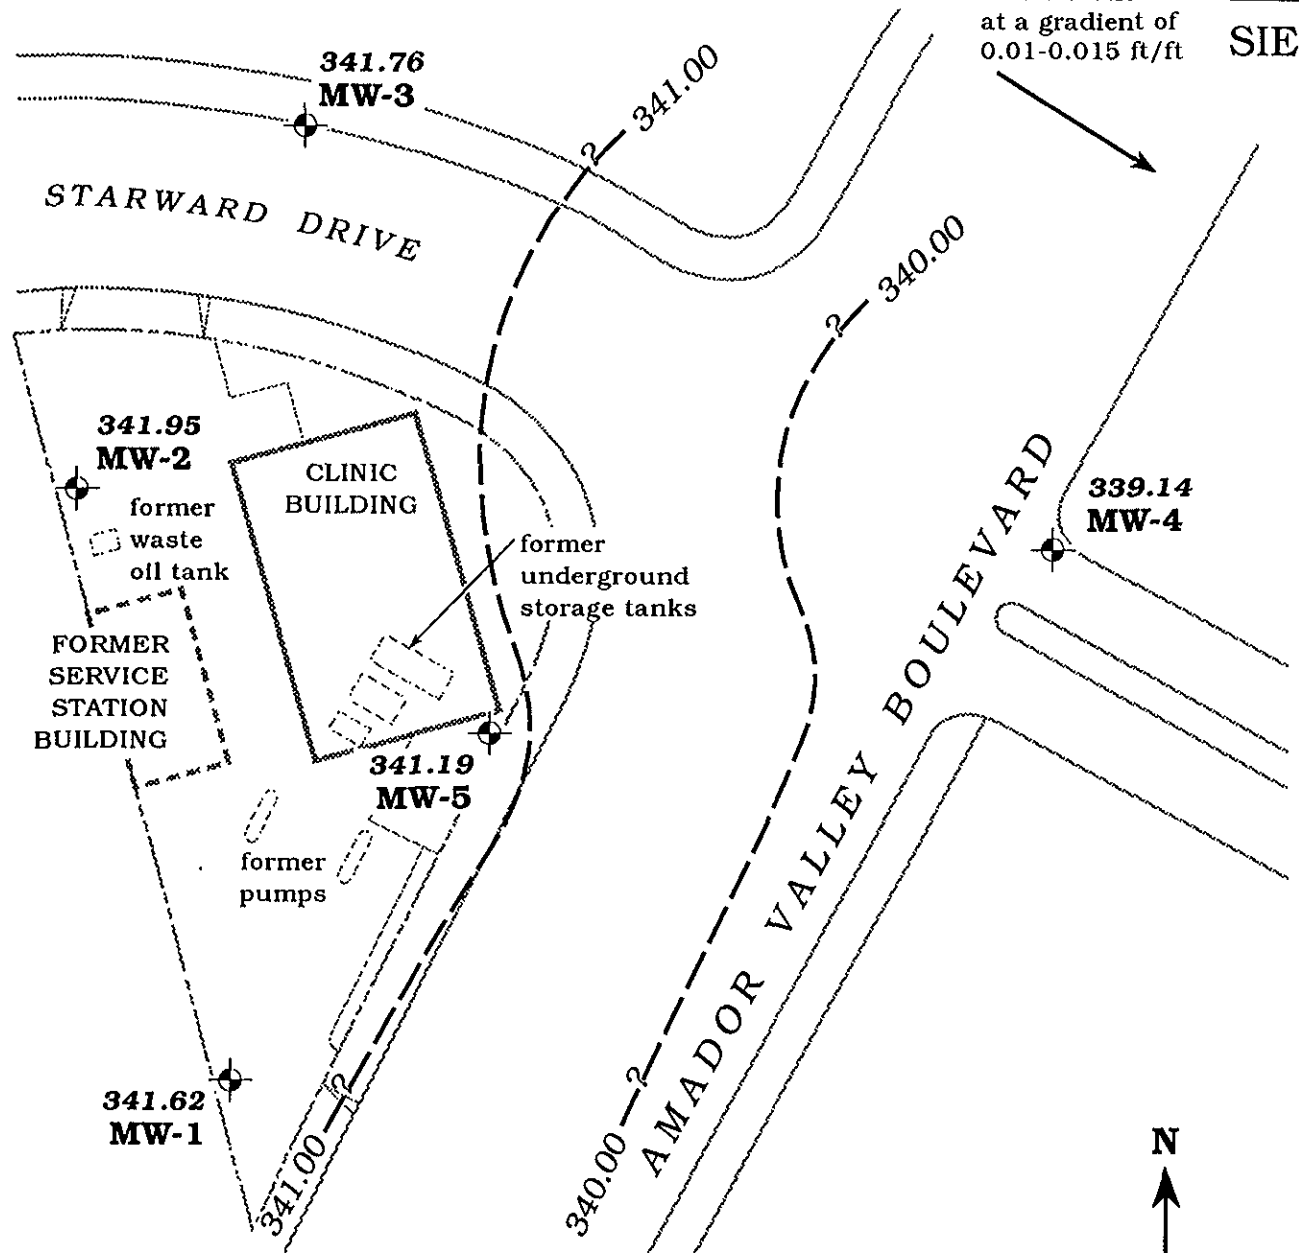 at a gradient of
0.01-0.015 ft/ft
SIE
341.76
MW-3
341.00
STARWARD DRIVE
340.00
341.95
MW-2
CLINIC
BUILDING
former
waste
oil tank
339.14
MW-4
former
underground
storage tanks
FORMER
SERVICE
STATION
BUILDING
341.19
MW-5
former
pumps
AMADOR VALLEY BOULEVARD
341.62
MW-1
341.00
340.00
N
?
?
?
?